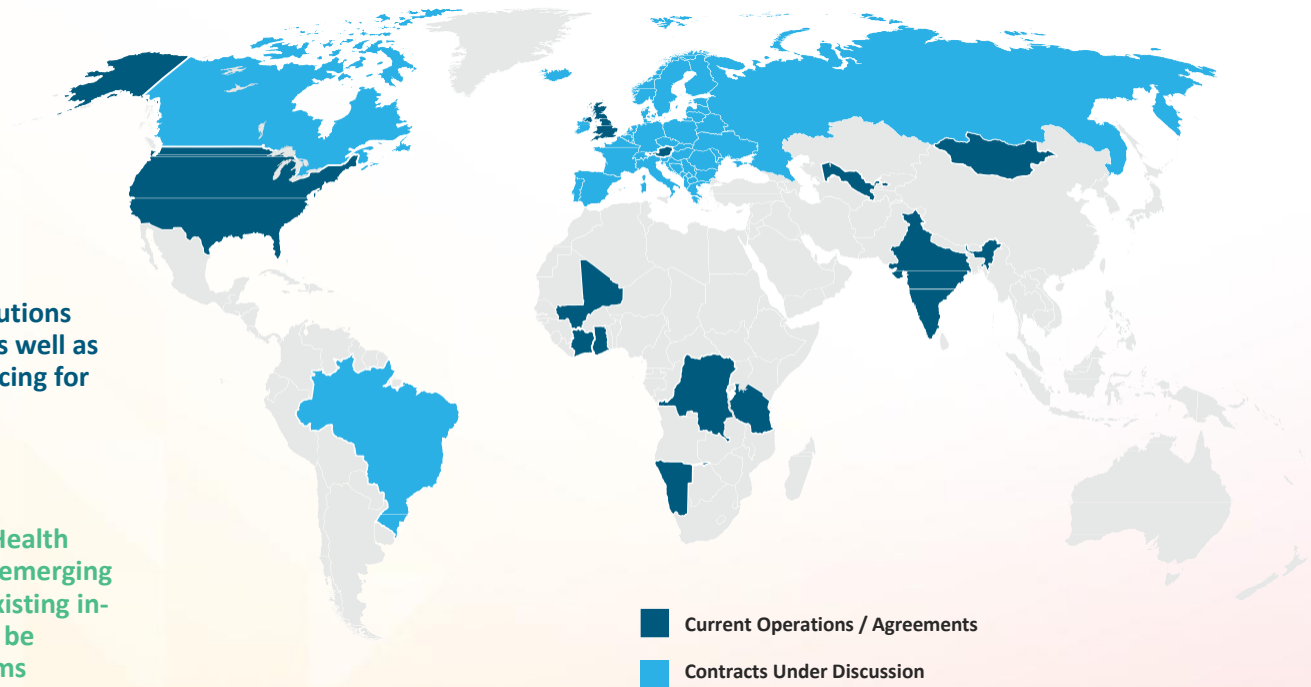 utions
s well as
cing for
Health
emerging
xisting in-
be
ms
Current Operations / Agreements
Contracts Under Discussion